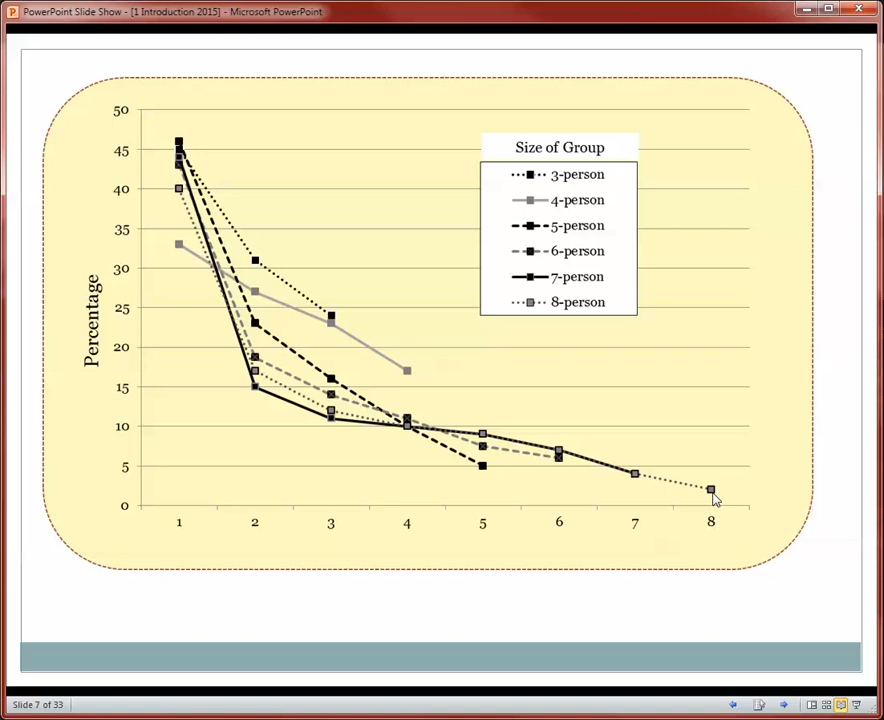 PowerPoint Slide Show - [1 Introduction 2015] - Microsoft PowerPoint
50
45
40
35
30
25
20
15
10
5
0
Percentage
Size of Group
3-person
4-person
5-person
6-person
7-person
8-person
1 2 3 4 5 6 7 8
Slide 7 of 33